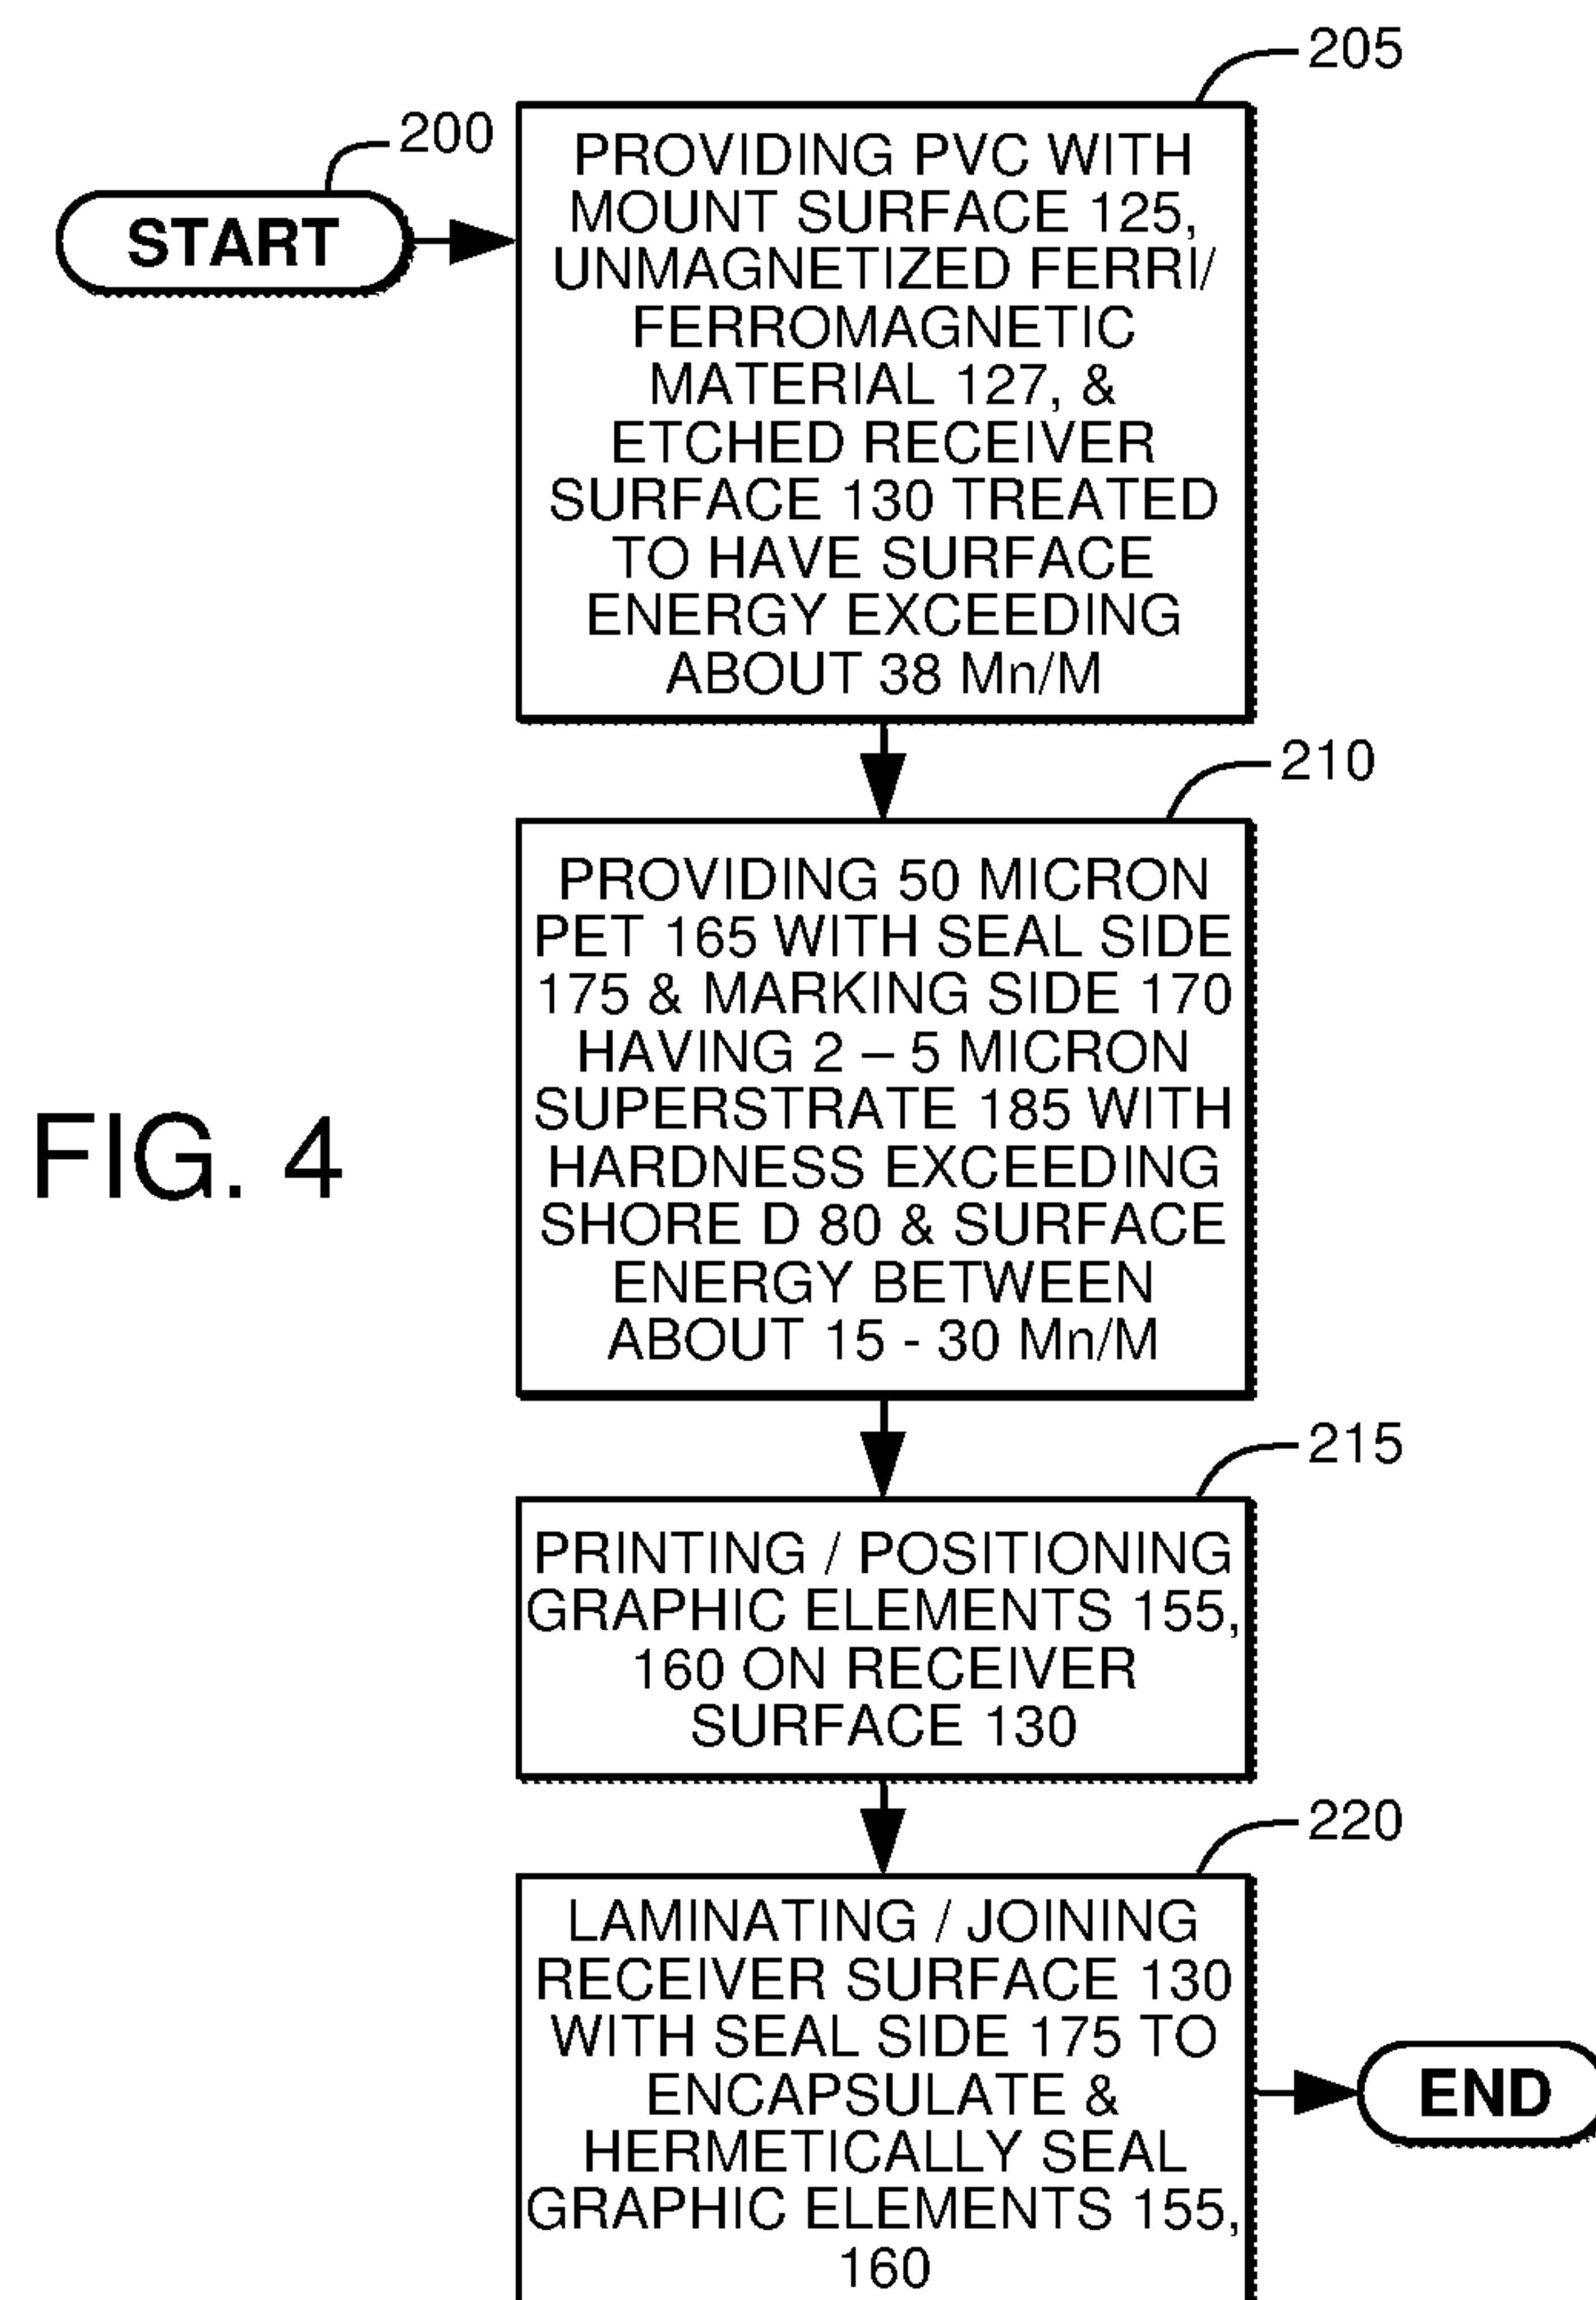 205
200
START
PROVIDING PVC WITH
MOUNT SURFACE 125,
UNMAGNETIZED FERRI/
FERROMAGNETIC
MATERIAL 127, &
ETCHED RECEIVER
SURFACE 130 TREATED
TO HAVE SURFACE
ENERGY EXCEEDING
ABOUT 38 Mn/M
210
PROVIDING 50 MICRON
PET 165 WITH SEAL SIDE
175 & MARKING SIDE 170
HAVING 2 – 5 MICRON
SUPERSTRATE 185 WITH
HARDNESS EXCEEDING
SHORE D 80 & SURFACE
ENERGY BETWEEN
ABOUT 15 - 30 Mn/M
FIG. 4
215
PRINTING / POSITIONING
GRAPHIC ELEMENTS 155,
160 ON RECEIVER
SURFACE 130
220
LAMINATING / JOINING
RECEIVER SURFACE 130
WITH SEAL SIDE 175 TO
ENCAPSULATE &
HERMETICALLY SEAL
GRAPHIC ELEMENTS 155,
160
END